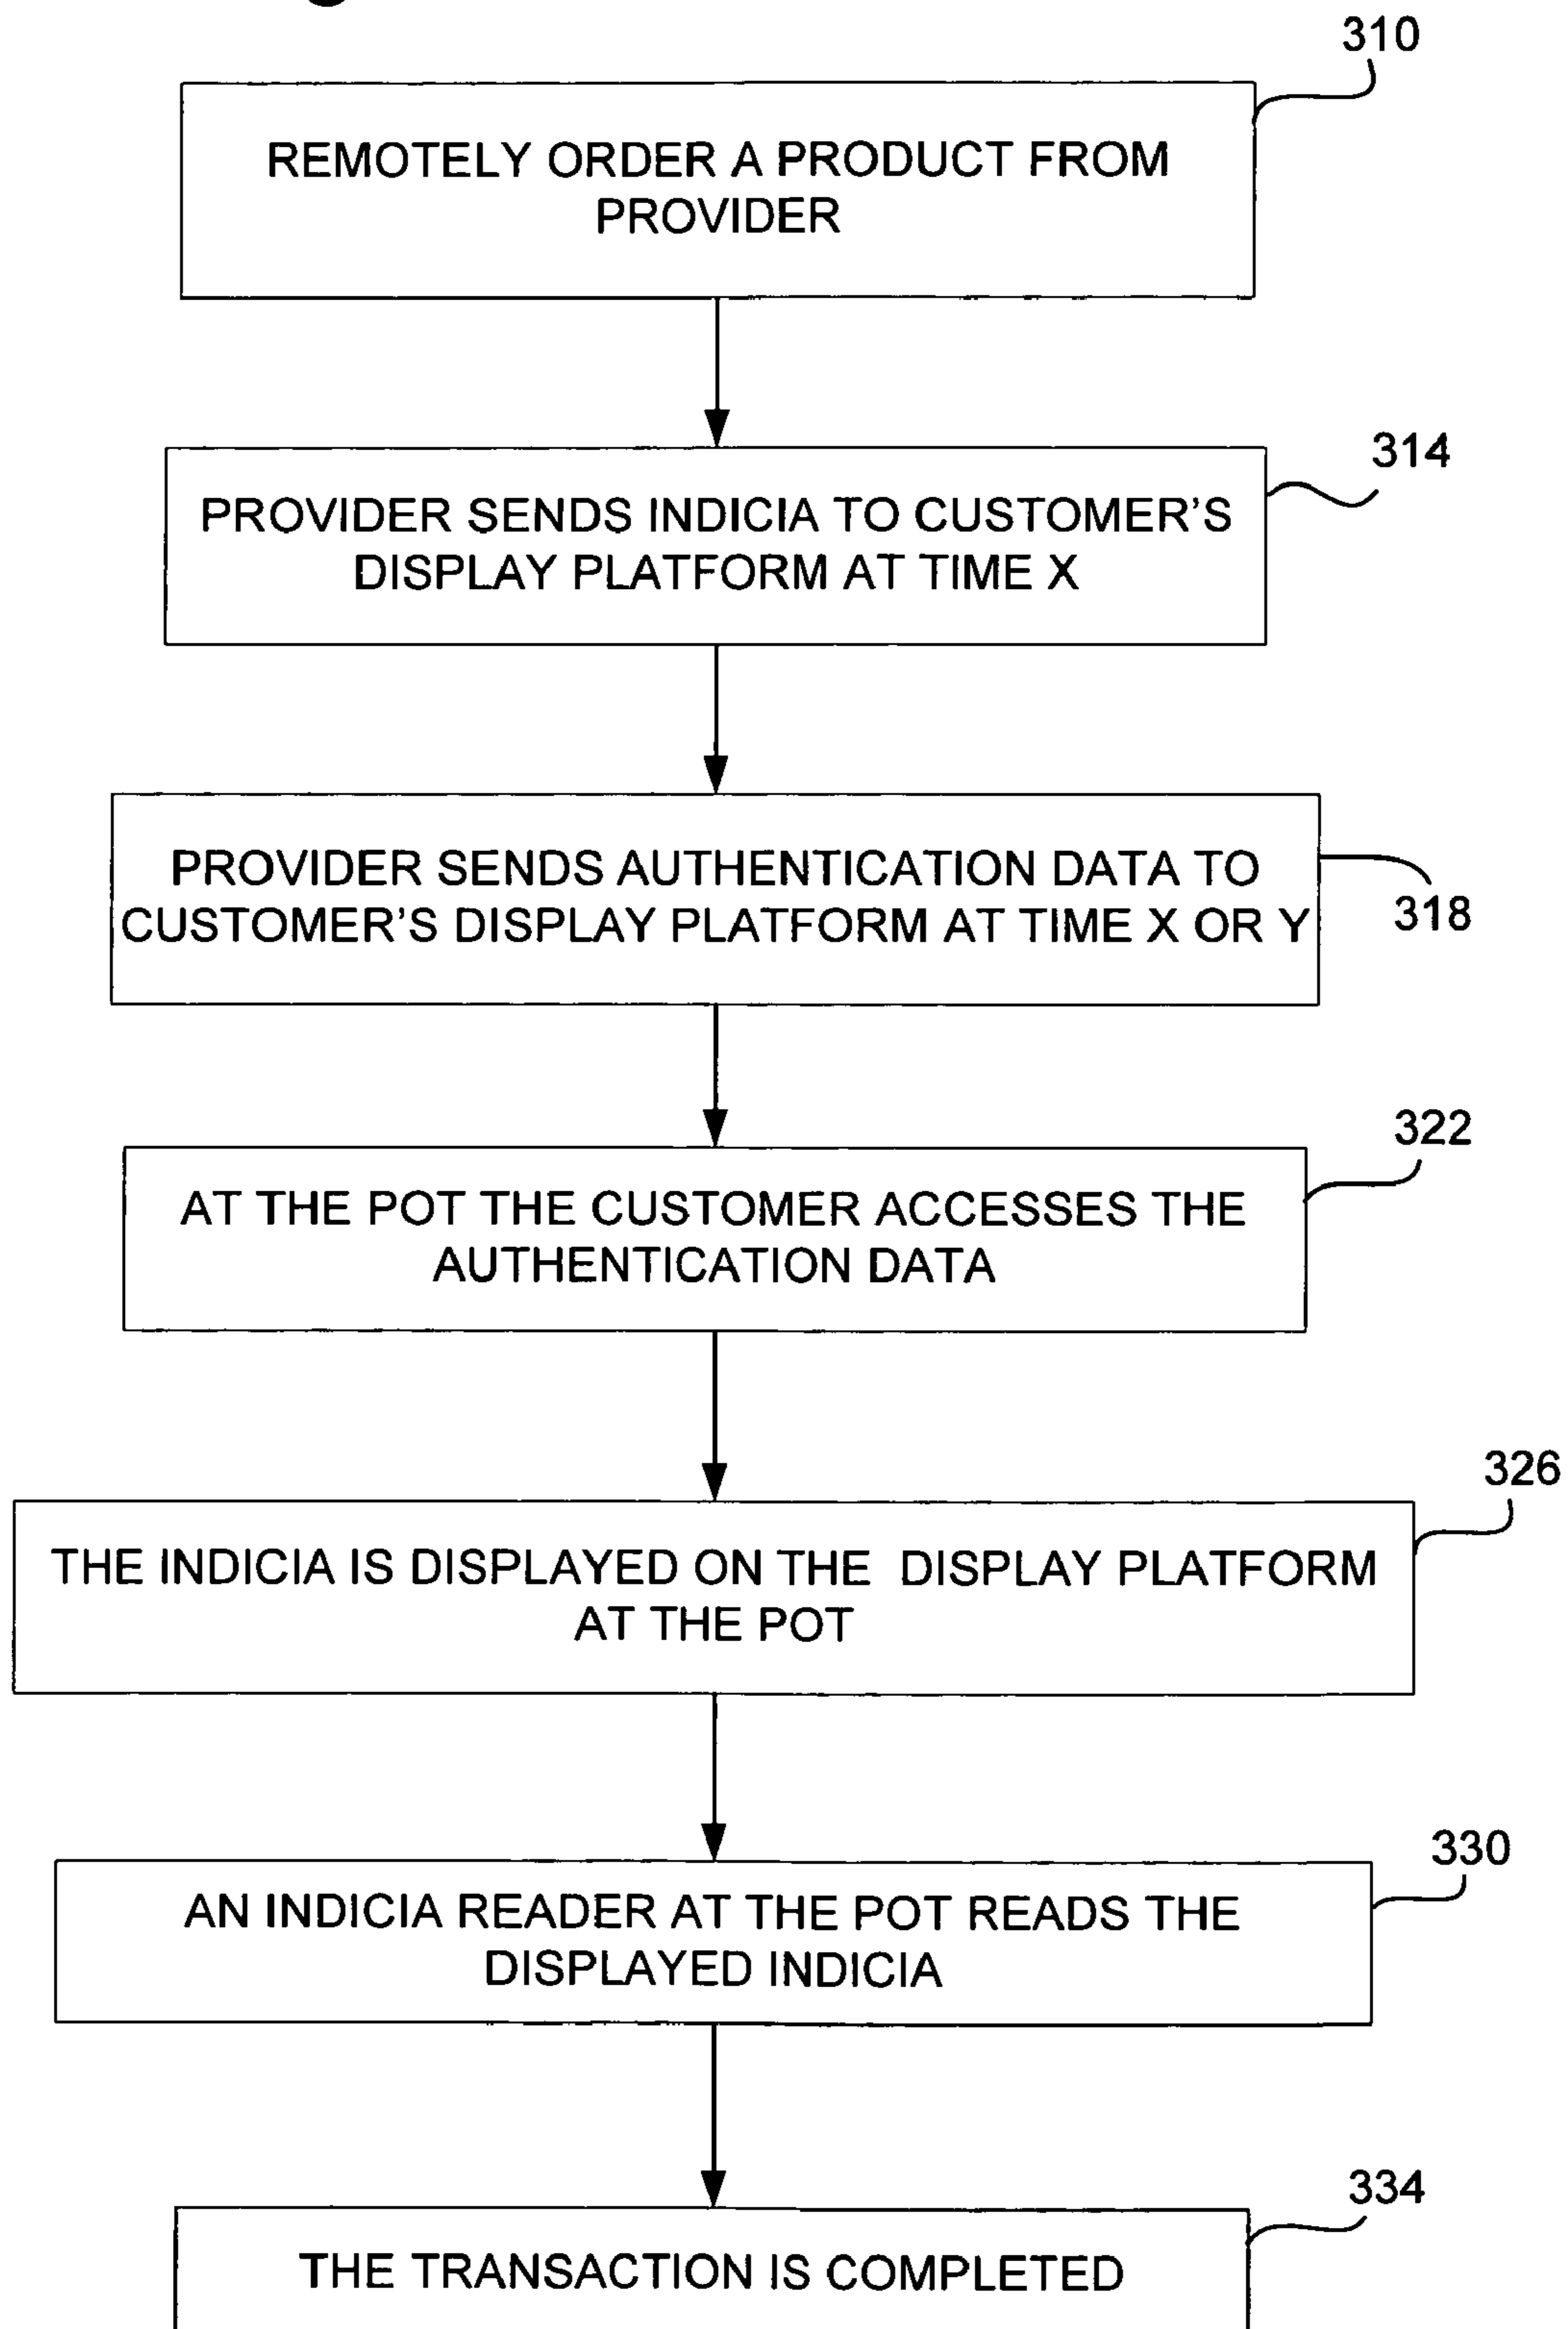 310
REMOTELY ORDER A PRODUCT FROM
PROVIDER
314
PROVIDER SENDS INDICIA TO CUSTOMER'S
DISPLAY PLATFORM AT TIME X
PROVIDER SENDS AUTHENTICATION DATA TO
CUSTOMER'S DISPLAY PLATFORM AT TIME X OR Y
318
322
AT THE POT THE CUSTOMER ACCESSES THE
AUTHENTICATION DATA
326
THE INDICIA IS DISPLAYED ON THE DISPLAY PLATFORM
AT THE POT
330
AN INDICIA READER AT THE POT READS THE
DISPLAYED INDICIA
334
THE TRANSACTION IS COMPLETED